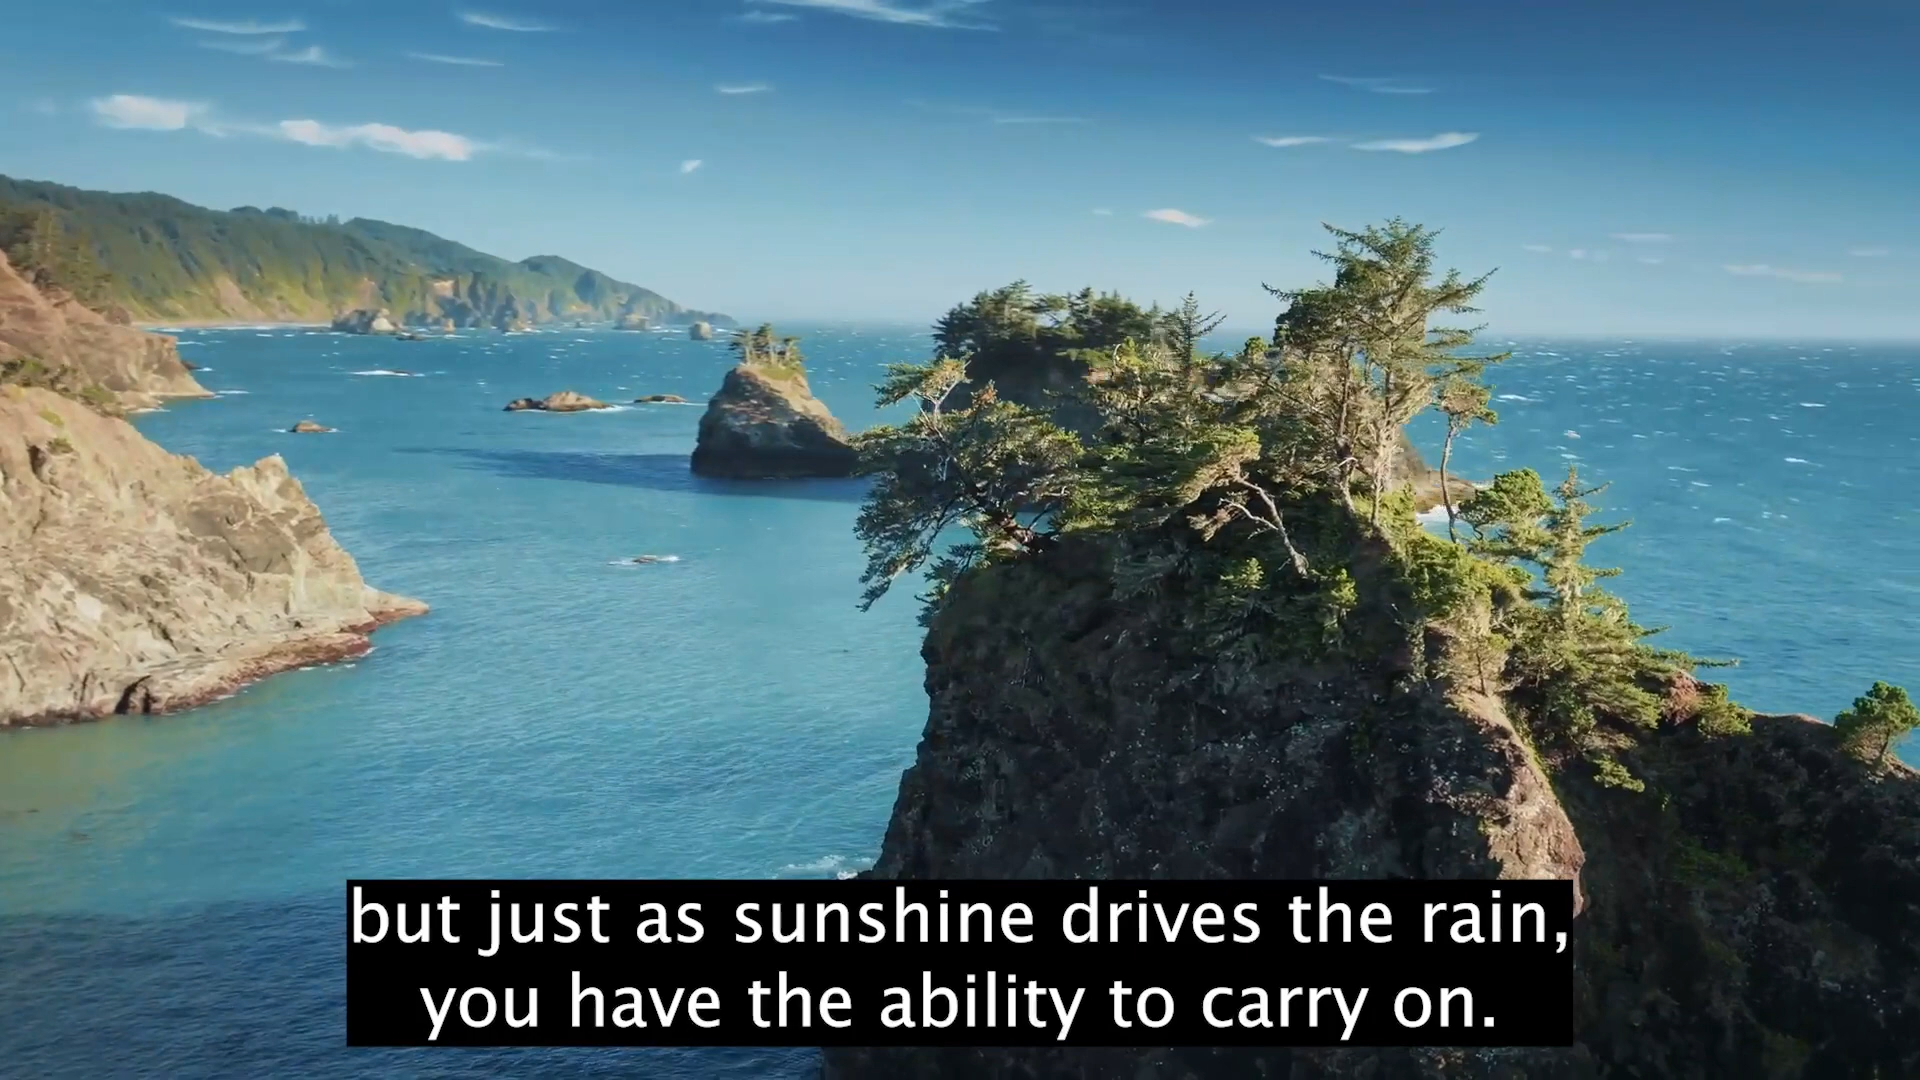 but just as sunshine drives the rain,
you have the ability to carry on.